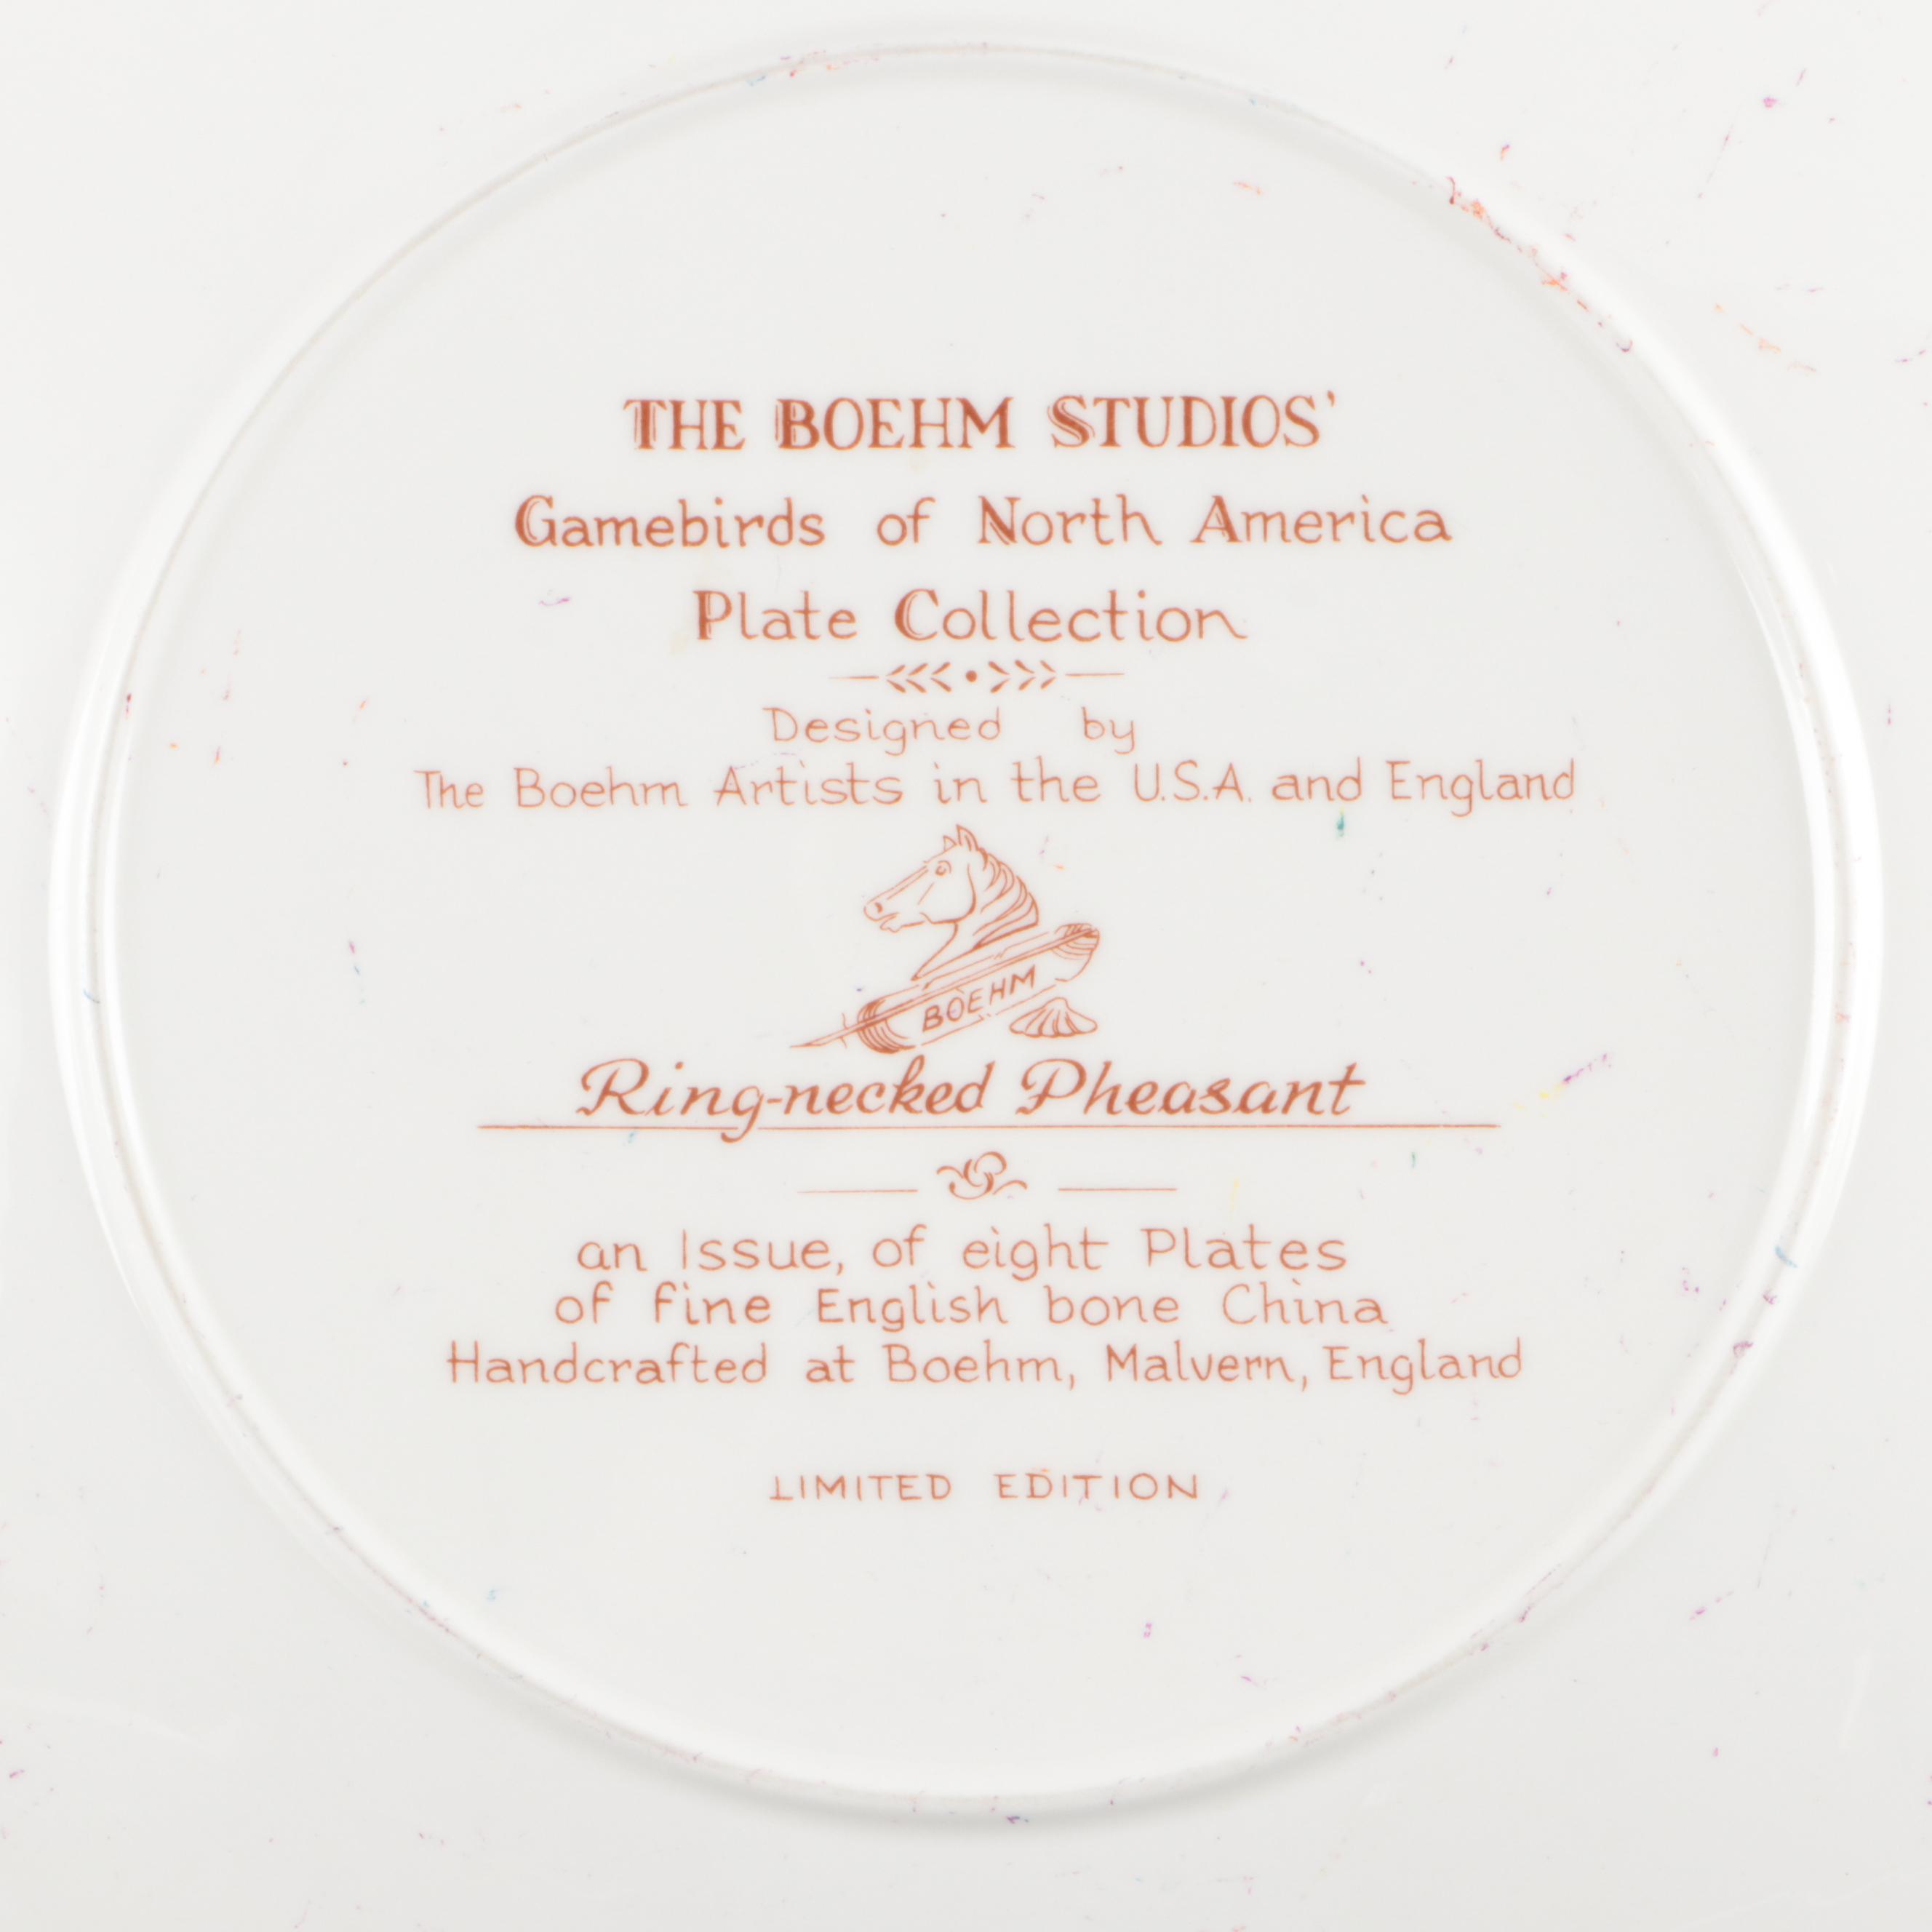 THE BOEHM STUDIOS'
Gamebirds of North America
Plate Collection
Designed by
The Boehm Artists in the U.S.A. and England
BOEHM
Ring-necked Pheasant
an Issue, of eight Plates
of fine English bone China
Handcrafted at Boehm, Malvern, England
LIMITED EDITION